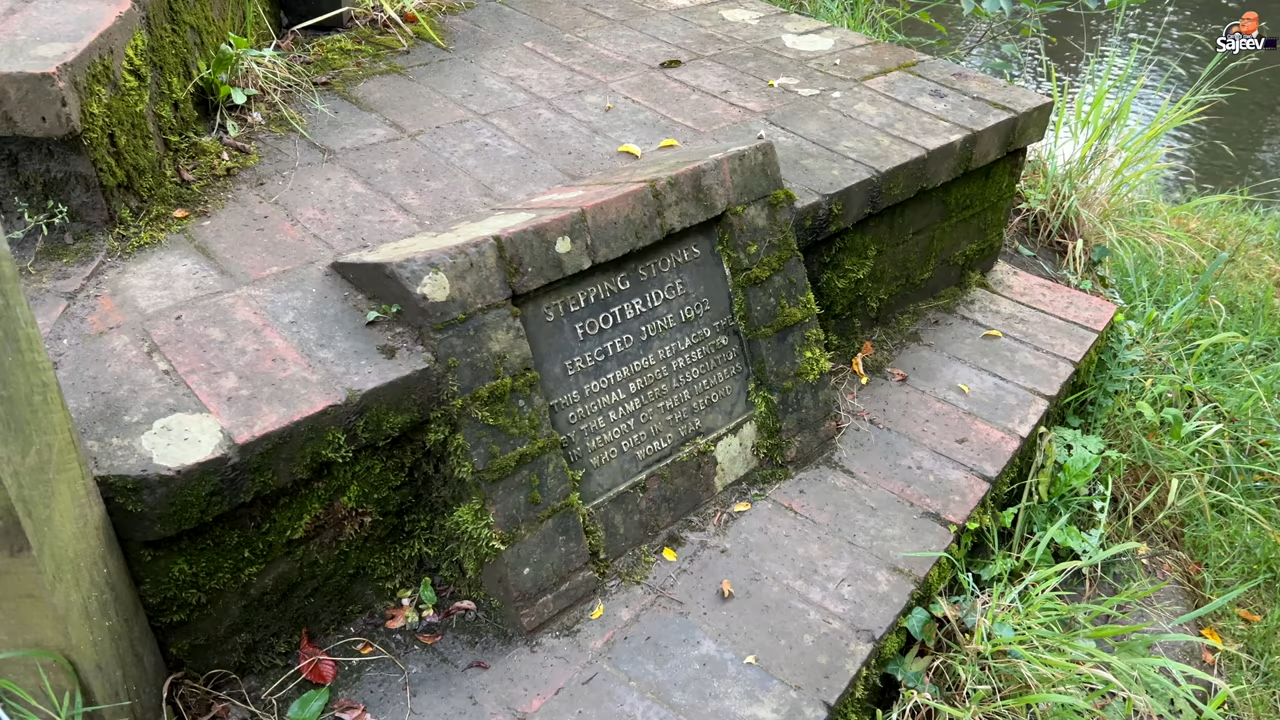 STEPPING STONES
FOOTBRIDGE
ERECTED JUNE 1992
THIS FOOTBRIDGE REPLACED THE
ORIGINAL BRIDGE PRESENTED
BY THE RAMBLERS ASSOCIATION
IN MEMORY OF THEIR MEMBERS
WHO DIED IN THE SECOND
WORLD WAR
Sajeev